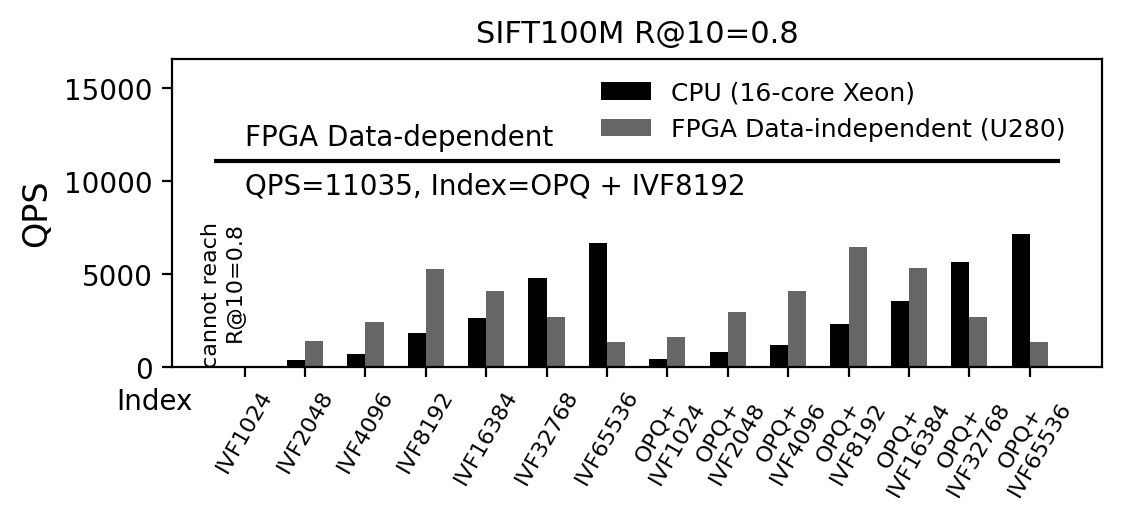 SIFT100M R@10=0.8
QPS
15000
10000
5000
0
CPU (16-core Xeon)
FPGA Data-independent (U280)
FPGA Data-dependent
QPS=11035, Index=OPQ + IVF8192
cannot reach
R@10=0.8
Index
IVF1024
IVF2048
IVF4096
IVF8192
IVF16384
IVF32768
IVF65536
OPQ+
IVF1024
OPQ+
IVF2048
OPQ+
IVF4096
OPQ+
IVF8192
OPQ+
IVF16384
OPQ+
IVF32768
OPQ+
IVF65536